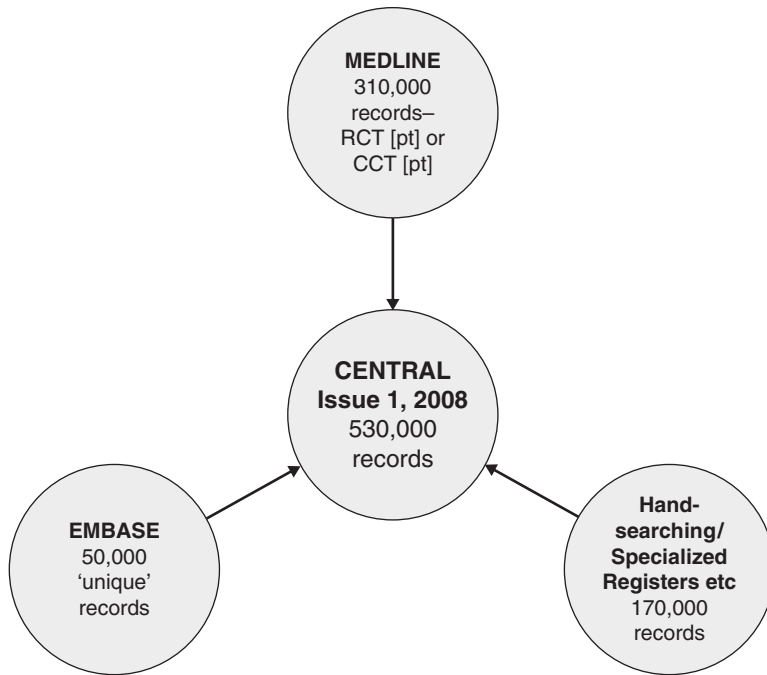 MEDLINE
310,000
records–
RCT [pt] or
CCT [pt]
CENTRAL
Issue 1, 2008
530,000
records
EMBASE
50,000
‘unique’
records
Hand-
searching/
Specialized
Registers etc
170,000
records